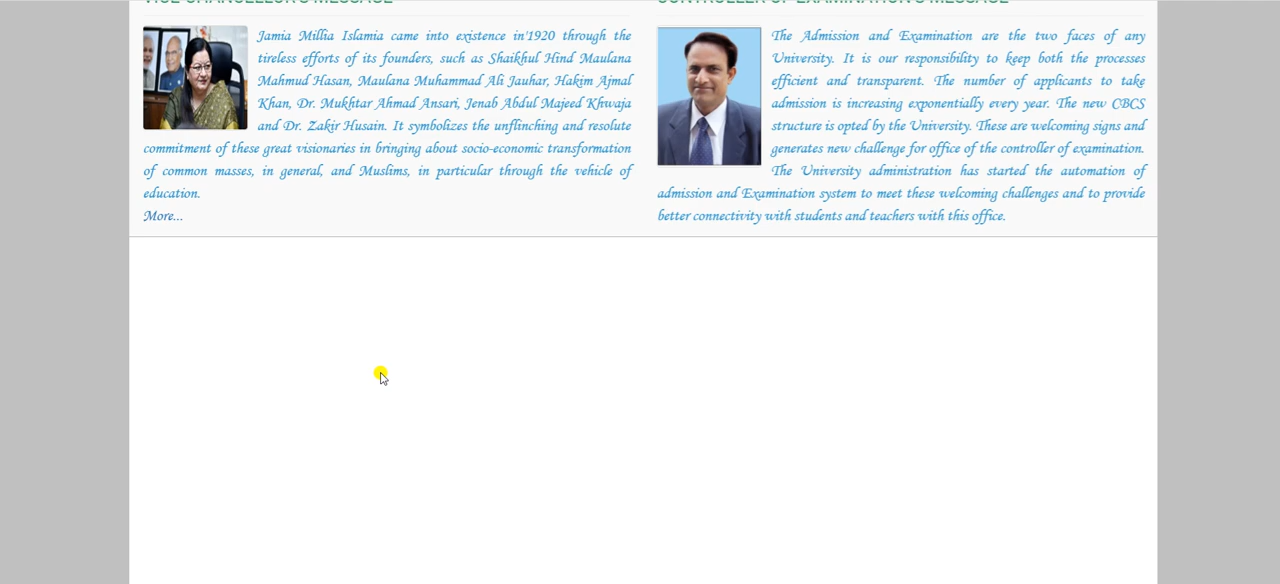 VICE CHANCELLOR'S MESSAGE
Jamia Millia Islamia came into existence in'1920 through the
tireless efforts of its founders, such as Shaikhul Hind Maulana
Mahmud Hasan, Maulana Muhammad Ali Jauhar, Hakim Ajmal
Khan, Dr. Mukhtar Ahmad Ansari, Jenab Abdul Majeed Khwaja
and Dr. Zakir Husain. It symbolizes the unflinching and resolute
commitment of these great visionaries in bringing about socio-economic transformation
of common masses, in general, and Muslims, in particular through the vehicle of
education.
More...
CONTROLLER OF EXAMINATION'S MESSAGE
The Admission and Examination are the two faces of any
University. It is our responsibility to keep both the processes
efficient and transparent. The number of applicants to take
admission is increasing exponentially every year. The new CBCS
structure is opted by the University. These are welcoming signs and
generates new challenge for office of the controller of examination.
The University administration has started the automation of
admission and Examination system to meet these welcoming challenges and to provide
better connectivity with students and teachers with this office.